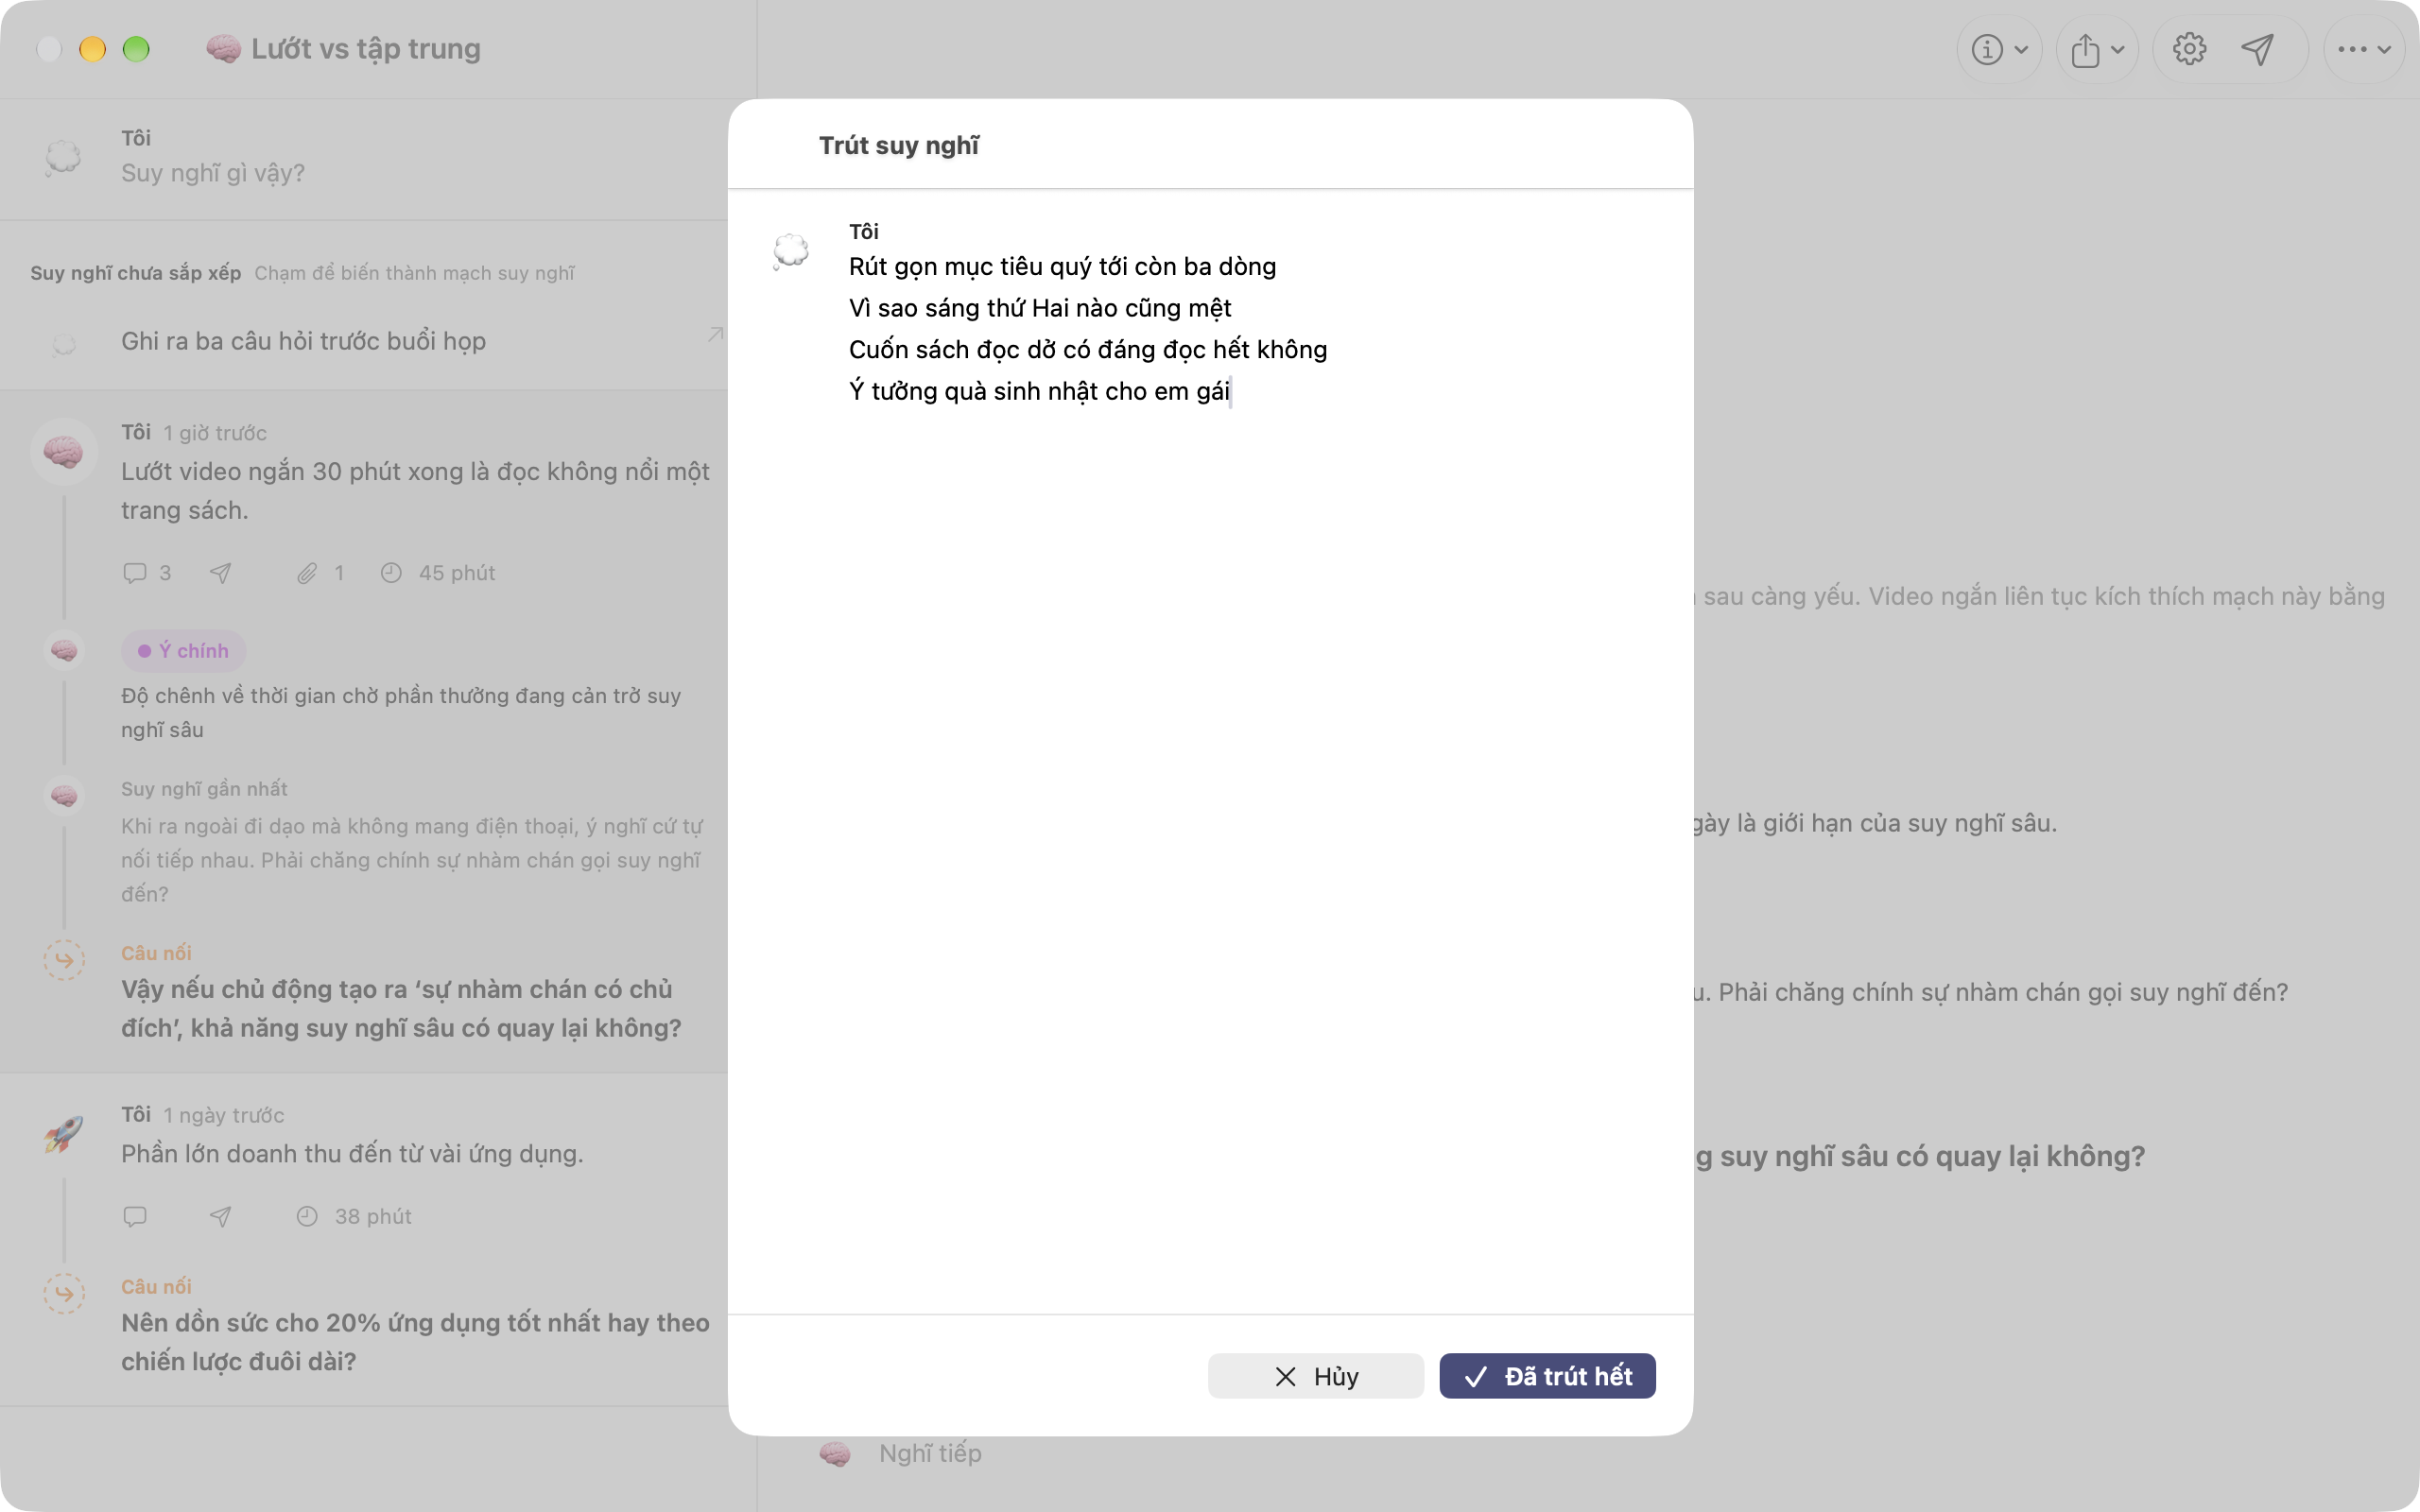 Lướt vs tập trung
Tôi
Suy nghĩ gì vậy?
Suy nghĩ chưa sắp xếp Chạm để biến thành mạch suy nghĩ
Ghi ra ba câu hỏi trước buổi họp
Tôi 1 giờ trước
Lướt video ngắn 30 phút xong là đọc không nổi một
trang sách.
3 1 45 phút
Ý chính
Độ chênh về thời gian chờ phần thưởng đang cản trở suy
nghĩ sâu
Suy nghĩ gần nhất
Khi ra ngoài đi dạo mà không mang điện thoại, ý nghĩ cứ tự
nối tiếp nhau. Phải chăng chính sự nhàm chán gọi suy nghĩ
đến?
Câu nối
Vậy nếu chủ động tạo ra ‘sự nhàm chán có chủ
đích’, khả năng suy nghĩ sâu có quay lại không?
Tôi 1 ngày trước
Phần lớn doanh thu đến từ vài ứng dụng.
38 phút
Câu nối
Nên dồn sức cho 20% ứng dụng tốt nhất hay theo
chiến lược đuôi dài?
Trút suy nghĩ
Tôi
Rút gọn mục tiêu quý tới còn ba dòng
Vì sao sáng thứ Hai nào cũng mệt
Cuốn sách đọc dở có đáng đọc hết không
Ý tưởng quà sinh nhật cho em gái
Hủy Đã trút hết
sau càng yếu. Video ngắn liên tục kích thích mạch này bằng
là giới hạn của suy nghĩ sâu.
Phải chăng chính sự nhàm chán gọi suy nghĩ đến?
suy nghĩ sâu có quay lại không?
Nghĩ tiếp